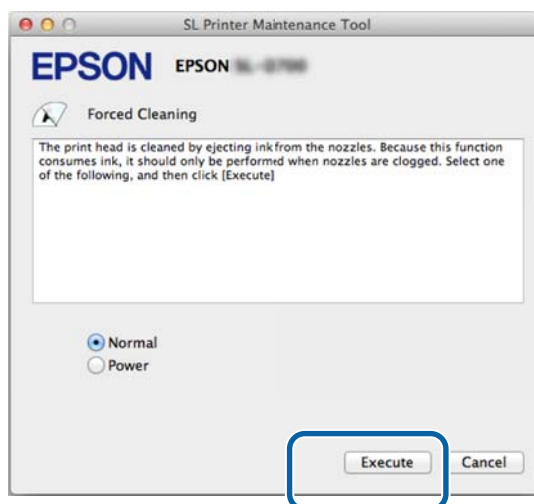 SL Printer Maintenance Tool
EPSON EPSON
Forced Cleaning
The print head is cleaned by ejecting ink from the nozzles. Because this function
consumes ink, it should only be performed when nozzles are clogged. Select one
of the following, and then click [Execute]
Normal
Power
Execute Cancel